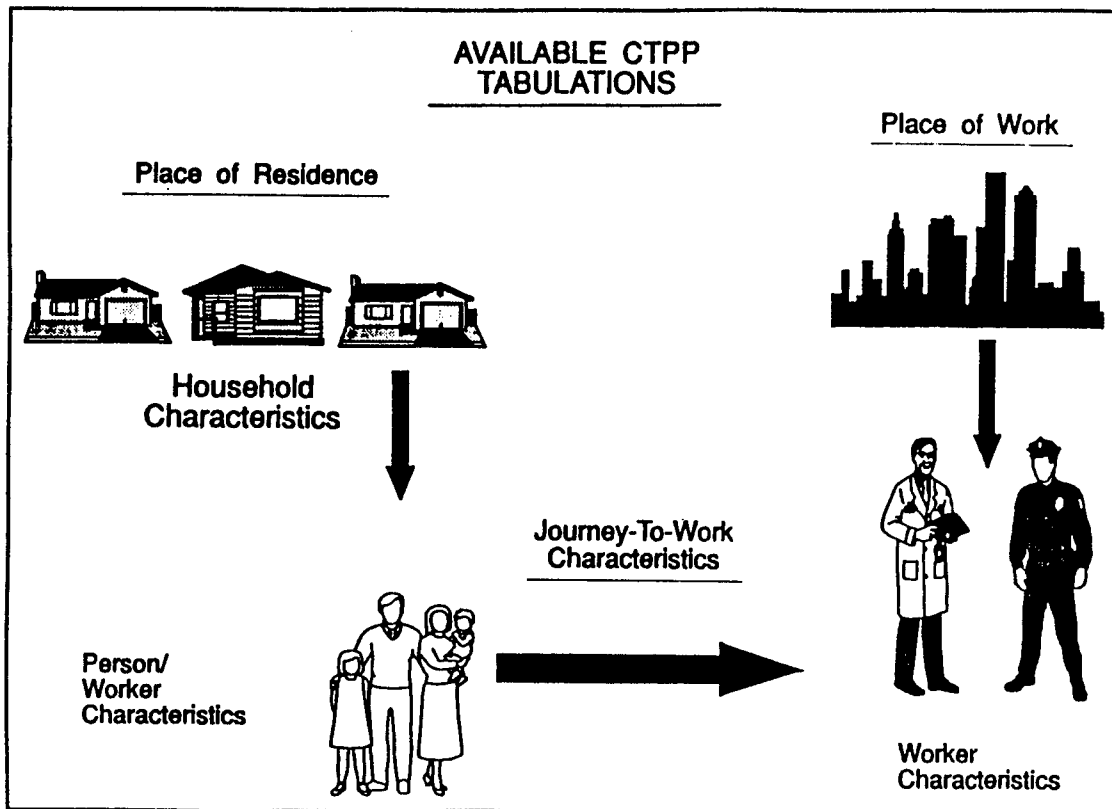 AVAILABLE CTPP
TABULATIONS
Place of Work
Place of Residence
Household
Characteristics
Journey-To-Work
Characteristics
Person/
Worker
Characteristics
Worker
Characteristics